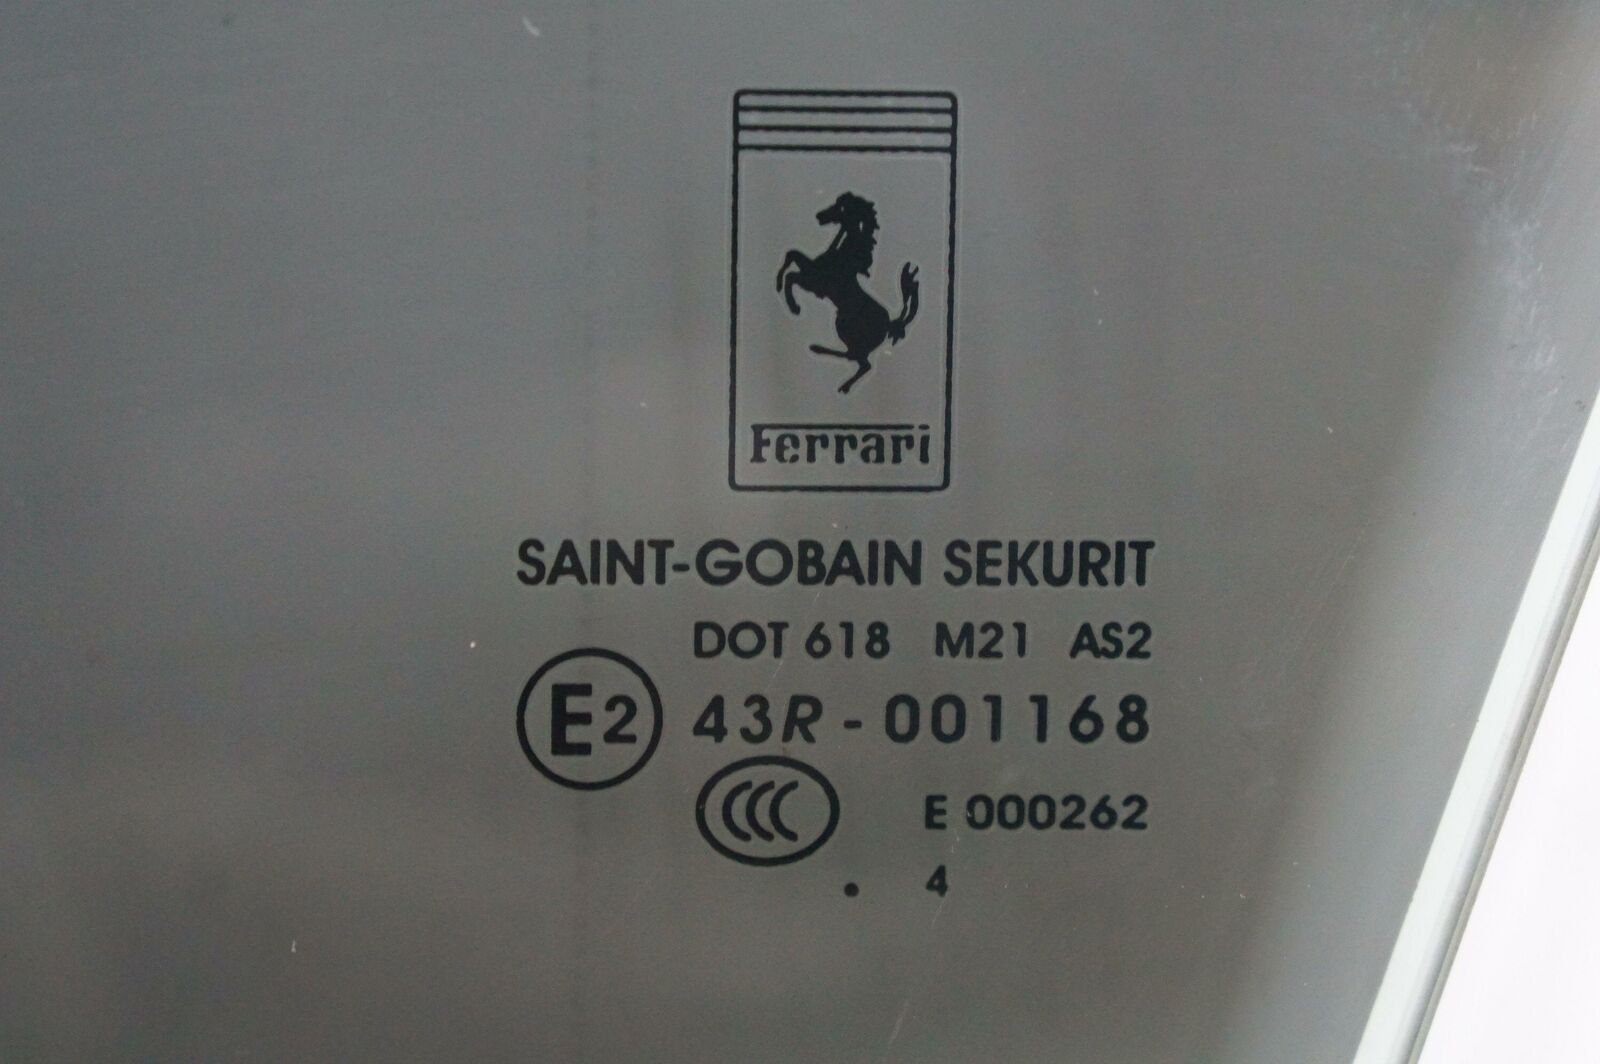 Ferrari
SAINT-GOBAIN SEKURIT
DOT 618 M21 AS2
E2 43R - 001168
CCC E 000262
. 4